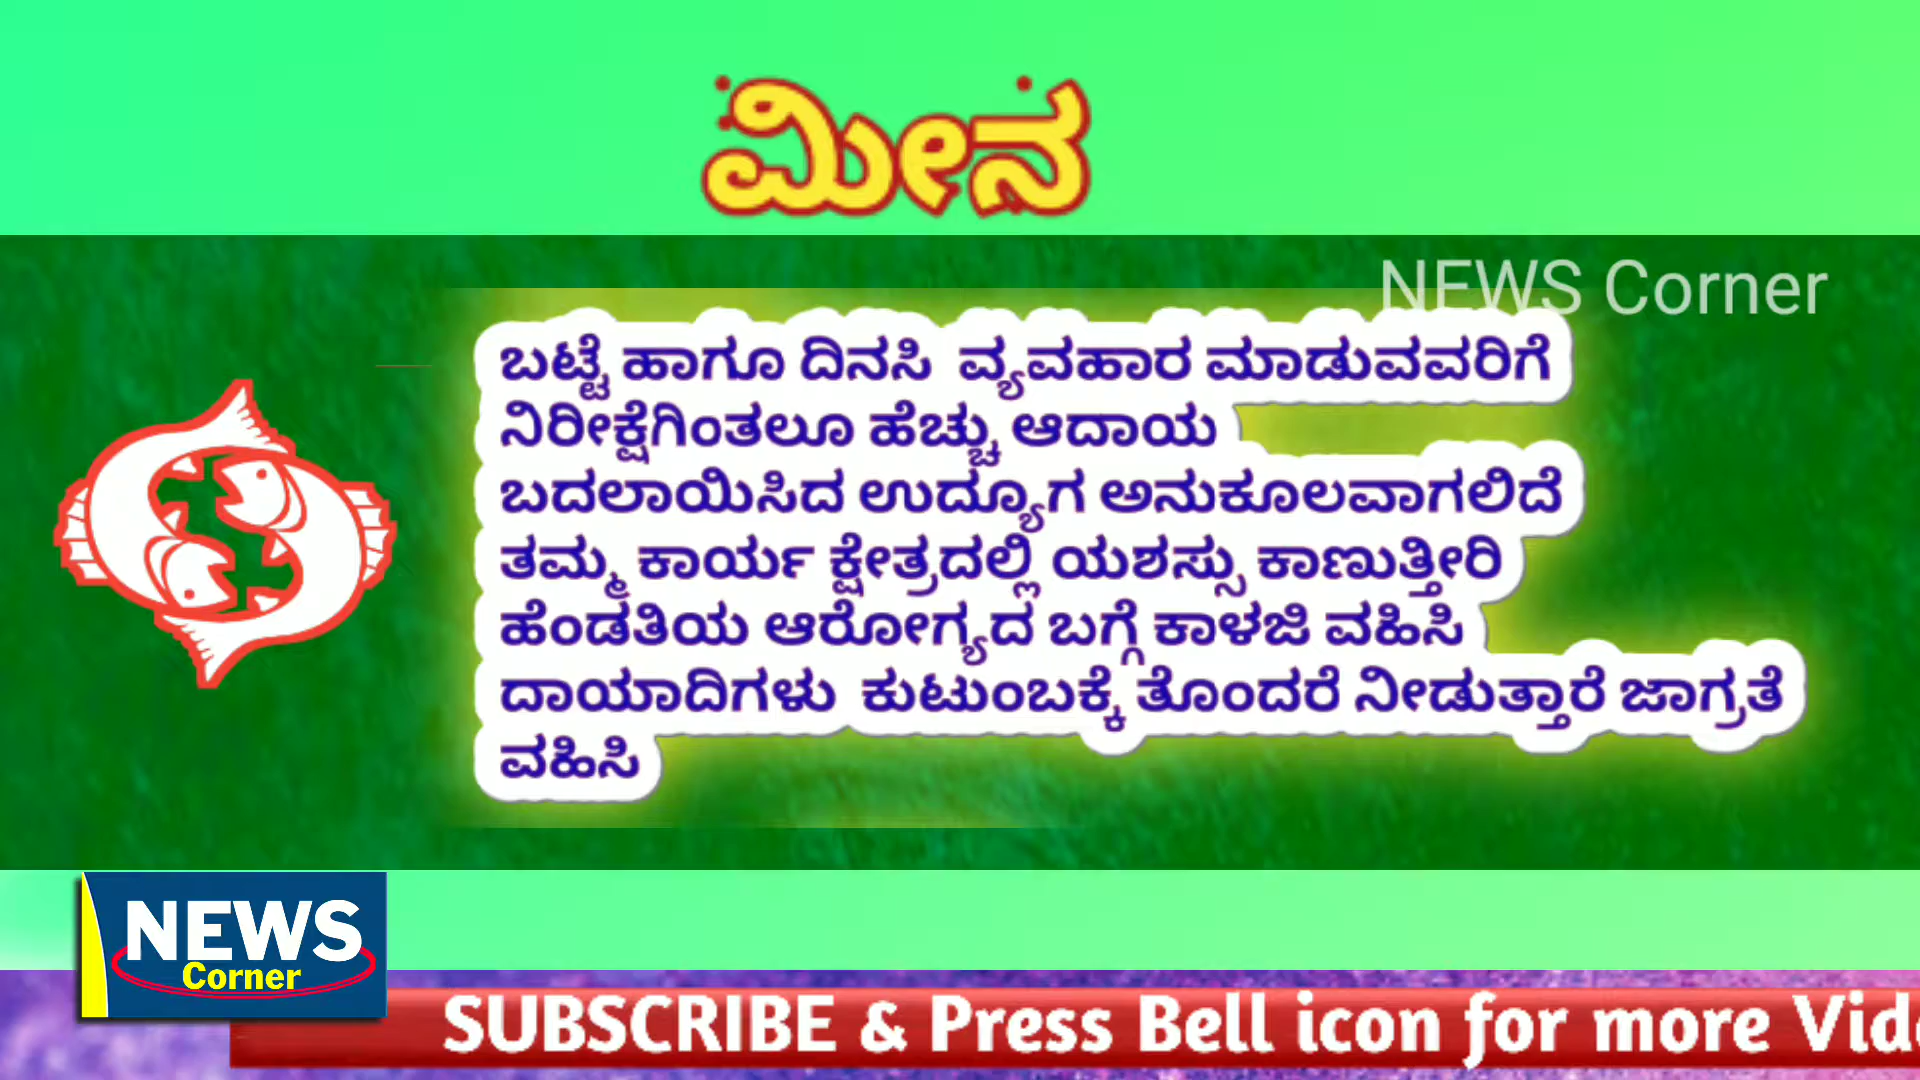 ಮೀನ
NEWS Corner
ಬಟ್ಟೆ ಹಾಗೂ ದಿನಸಿ ವ್ಯವಹಾರ ಮಾಡುವವರಿಗೆ
ನಿರೀಕ್ಷೆಗಿಂತಲೂ ಹೆಚ್ಚು ಆದಾಯ
ಬದಲಾಯಿಸಿದ ಉದ್ಯೂಗ ಅನುಕೂಲವಾಗಲಿದೆ
ತಮ್ಮ ಕಾರ್ಯ ಕ್ಷೇತ್ರದಲ್ಲಿ ಯಶಸ್ಸು ಕಾಣುತ್ತೀರಿ
ಹೆಂಡತಿಯ ಆರೋಗ್ಯದ ಬಗ್ಗೆ ಕಾಳಜಿ ವಹಿಸಿ
ದಾಯಾದಿಗಳು ಕುಟುಂಬಕ್ಕೆ ತೊಂದರೆ ನೀಡುತ್ತಾರೆ ಜಾಗ್ರತೆ
ವಹಿಸಿ
NEWS
Corner
SUBSCRIBE & Press Bell icon for more Vid